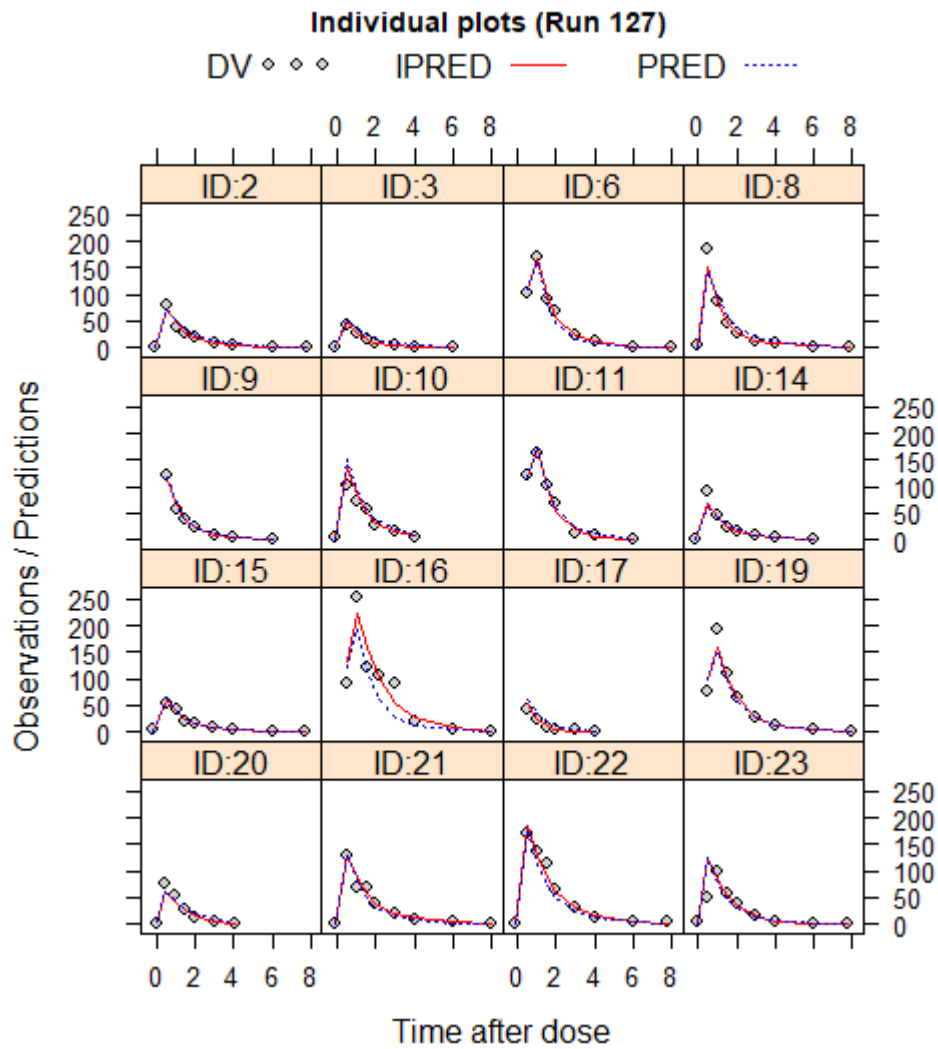 Individual plots (Run 127)
DV IPRED PRED
0 2 4 6 8 0 2 4 6 8
ID:2 ID:3 ID:6 ID:8
250
200
150
100
50
0
ID:9 ID:10 ID:11 ID:14
250
200
150
100
50
0
ID:15 ID:16 ID:17 ID:19
250
200
150
100
50
0
ID:20 ID:21 ID:22 ID:23
250
200
150
100
50
0
0 2 4 6 8 0 2 4 6 8
Time after dose
Observations / Predictions